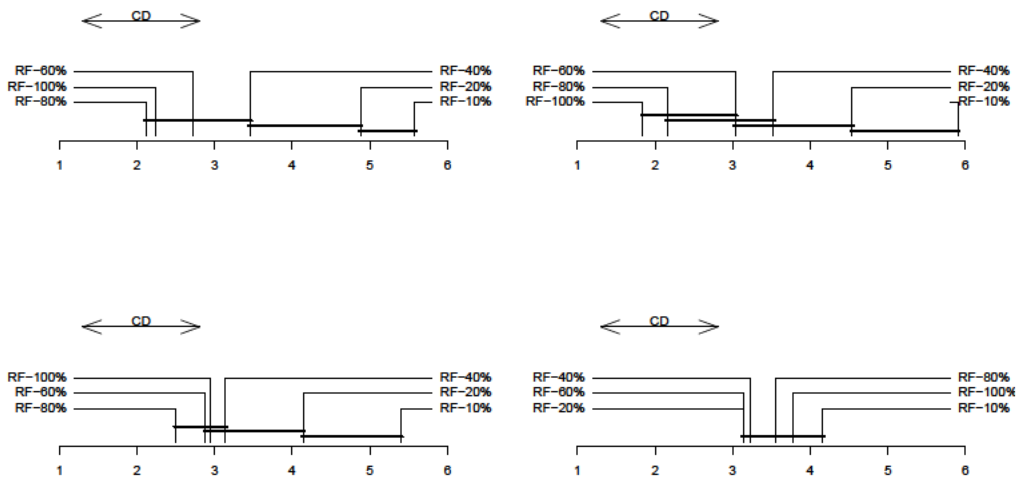 CD CD
RF-60% RF-40% RF-60% RF-40%
RF-100% RF-20% RF-80% RF-20%
RF-80% RF-10% RF-100% RF-10%
1 2 3 4 5 6 1 2 3 4 5 6
CD CD
RF-100% RF-40% RF-40% RF-80%
RF-60% RF-20% RF-60% RF-100%
RF-80% RF-10% RF-20% RF-10%
1 2 3 4 5 6 1 2 3 4 5 6